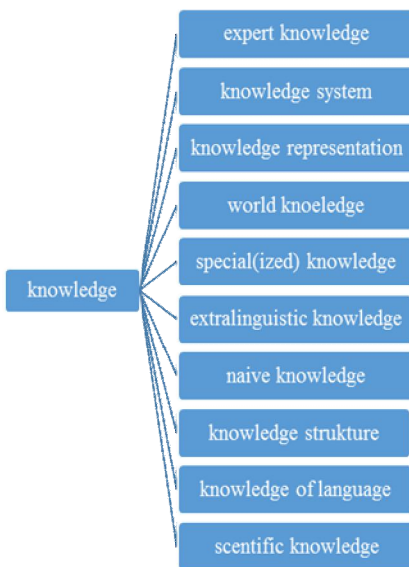 expert knowledge
knowledge system
knowledge representation
world knoeledge
special(ized) knowledge
knowledge
extralinguistic knowledge
naive knowledge
knowledge strukture
knowledge of language
scentific knowledge